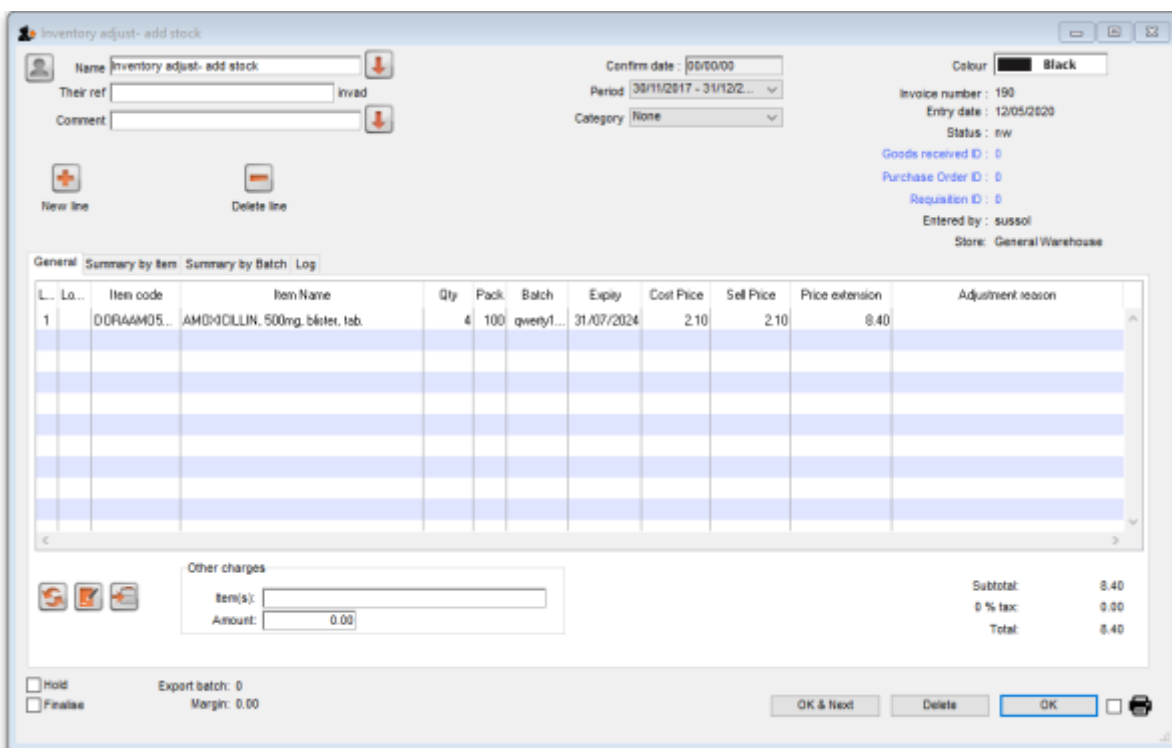 Inventory adjust- add stock
Name Inventory adjust- add stock
Their ref invad
Comment
Confirm date : 00/00/00
Period 30/11/2017 - 31/12/2...
Category None
Colour Black
Invoice number : 190
Entry date : 12/05/2020
Status : nw
Goods received ID : 0
Purchase Order ID : 0
Requisition ID : 0
Entered by : sussol
Store: General Warehouse
New line Delete line
General Summary by Item Summary by Batch Log
L... Lo... Item code Item Name Qty Pack Batch Expiry Cost Price Sell Price Price extension Adjustment reason
1 DORAAM05... AMOXICILLIN, 500mg, blister, tab. 4 100 qwerty1... 31/07/2024 2.10 2.10 8.40
Other charges
Item(s):
Amount: 0.00
Subtotal: 8.40
0 % tax: 0.00
Total: 8.40
Hold Export batch: 0
Finalise Margin: 0.00
OK & Next Delete OK